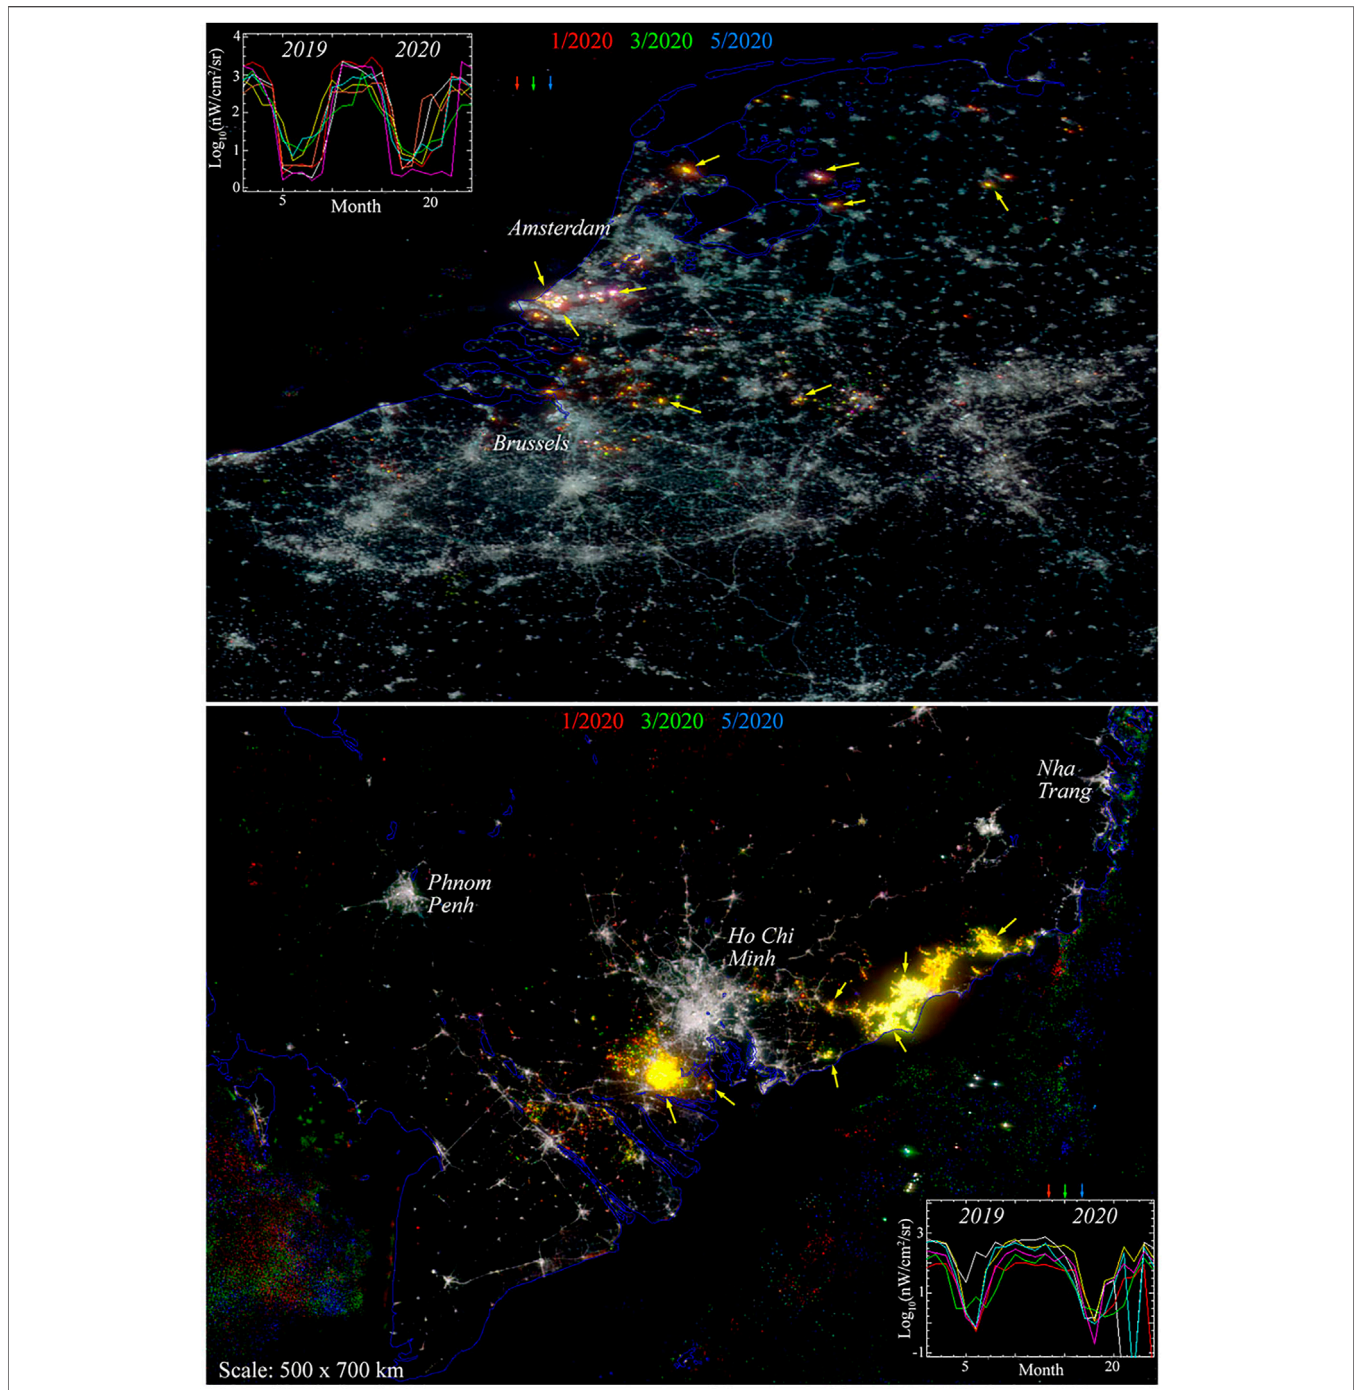 1/2020 3/2020 5/2020
2019 2020
Log10(nW/cm²/sr)
4
3
2
1
0
5 Month 20
Amsterdam
Brussels
1/2020 3/2020 5/2020
Nha
Trang
Phnom
Penh
Ho Chi
Minh
2019 2020
Log10(nW/cm²/sr)
3
1
-1
5 Month 20
Scale: 500 x 700 km